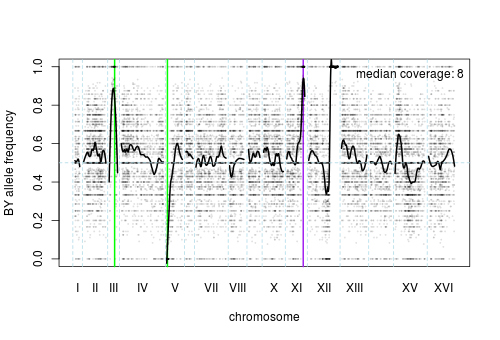 median coverage: 8
BY allele frequency
1.0
0.8
0.6
0.4
0.2
0.0
I II III IV V VII VIII X XI XII XIII XV XVI
chromosome